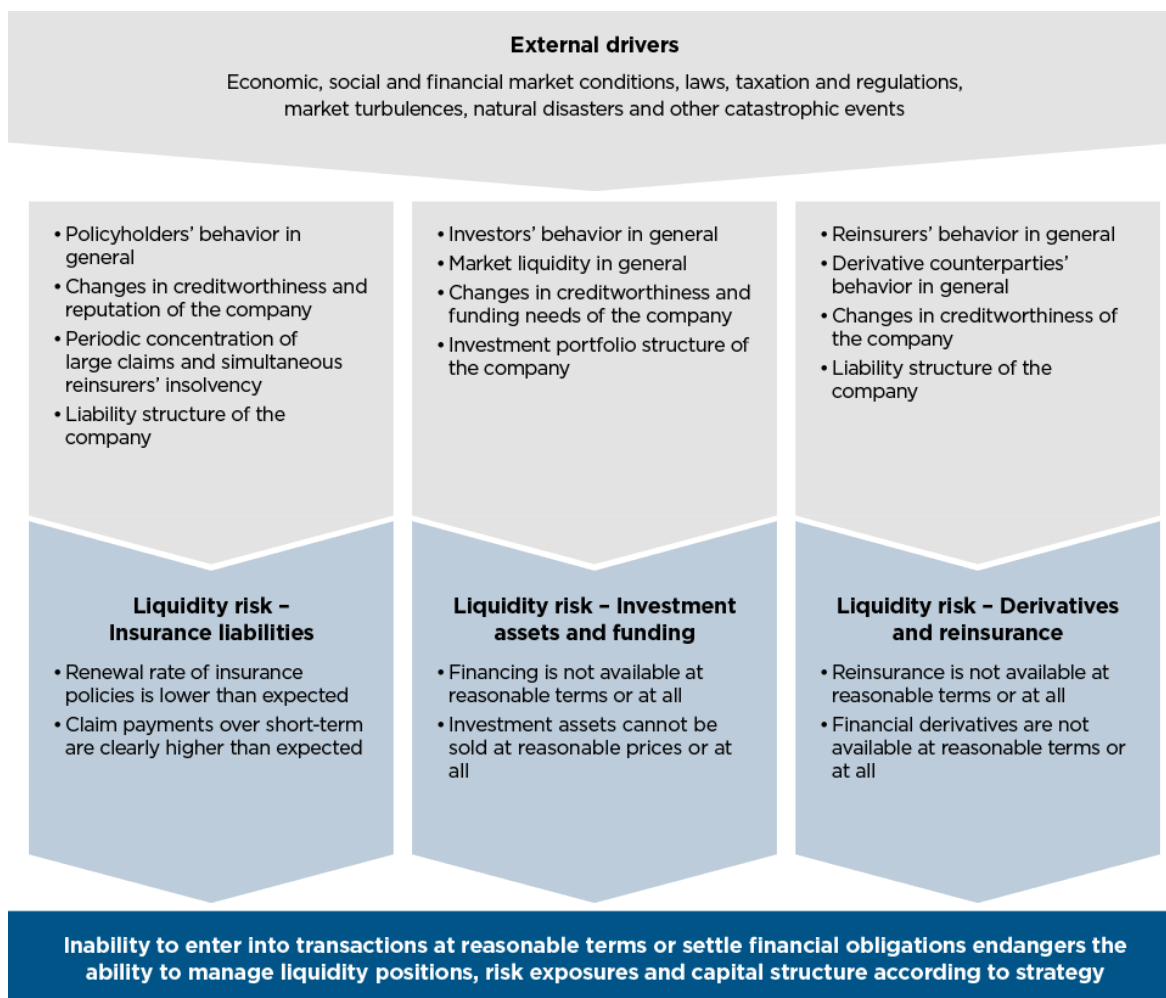 External drivers
Economic, social and financial market conditions, laws, taxation and regulations,
market turbulences, natural disasters and other catastrophic events
• Policyholders’ behavior in
general
• Changes in creditworthiness and
reputation of the company
• Periodic concentration of
large claims and simultaneous
reinsurers’ insolvency
• Liability structure of the
company
• Investors’ behavior in general
• Market liquidity in general
• Changes in creditworthiness and
funding needs of the company
• Investment portfolio structure of
the company
• Reinsurers’ behavior in general
• Derivative counterparties’
behavior in general
• Changes in creditworthiness of
the company
• Liability structure of the
company
Liquidity risk –
Insurance liabilities
• Renewal rate of insurance
policies is lower than expected
• Claim payments over short-term
are clearly higher than expected
Liquidity risk – Investment
assets and funding
• Financing is not available at
reasonable terms or at all
• Investment assets cannot be
sold at reasonable prices or at
all
Liquidity risk – Derivatives
and reinsurance
• Reinsurance is not available at
reasonable terms or at all
• Financial derivatives are not
available at reasonable terms or
at all
Inability to enter into transactions at reasonable terms or settle financial obligations endangers the
ability to manage liquidity positions, risk exposures and capital structure according to strategy